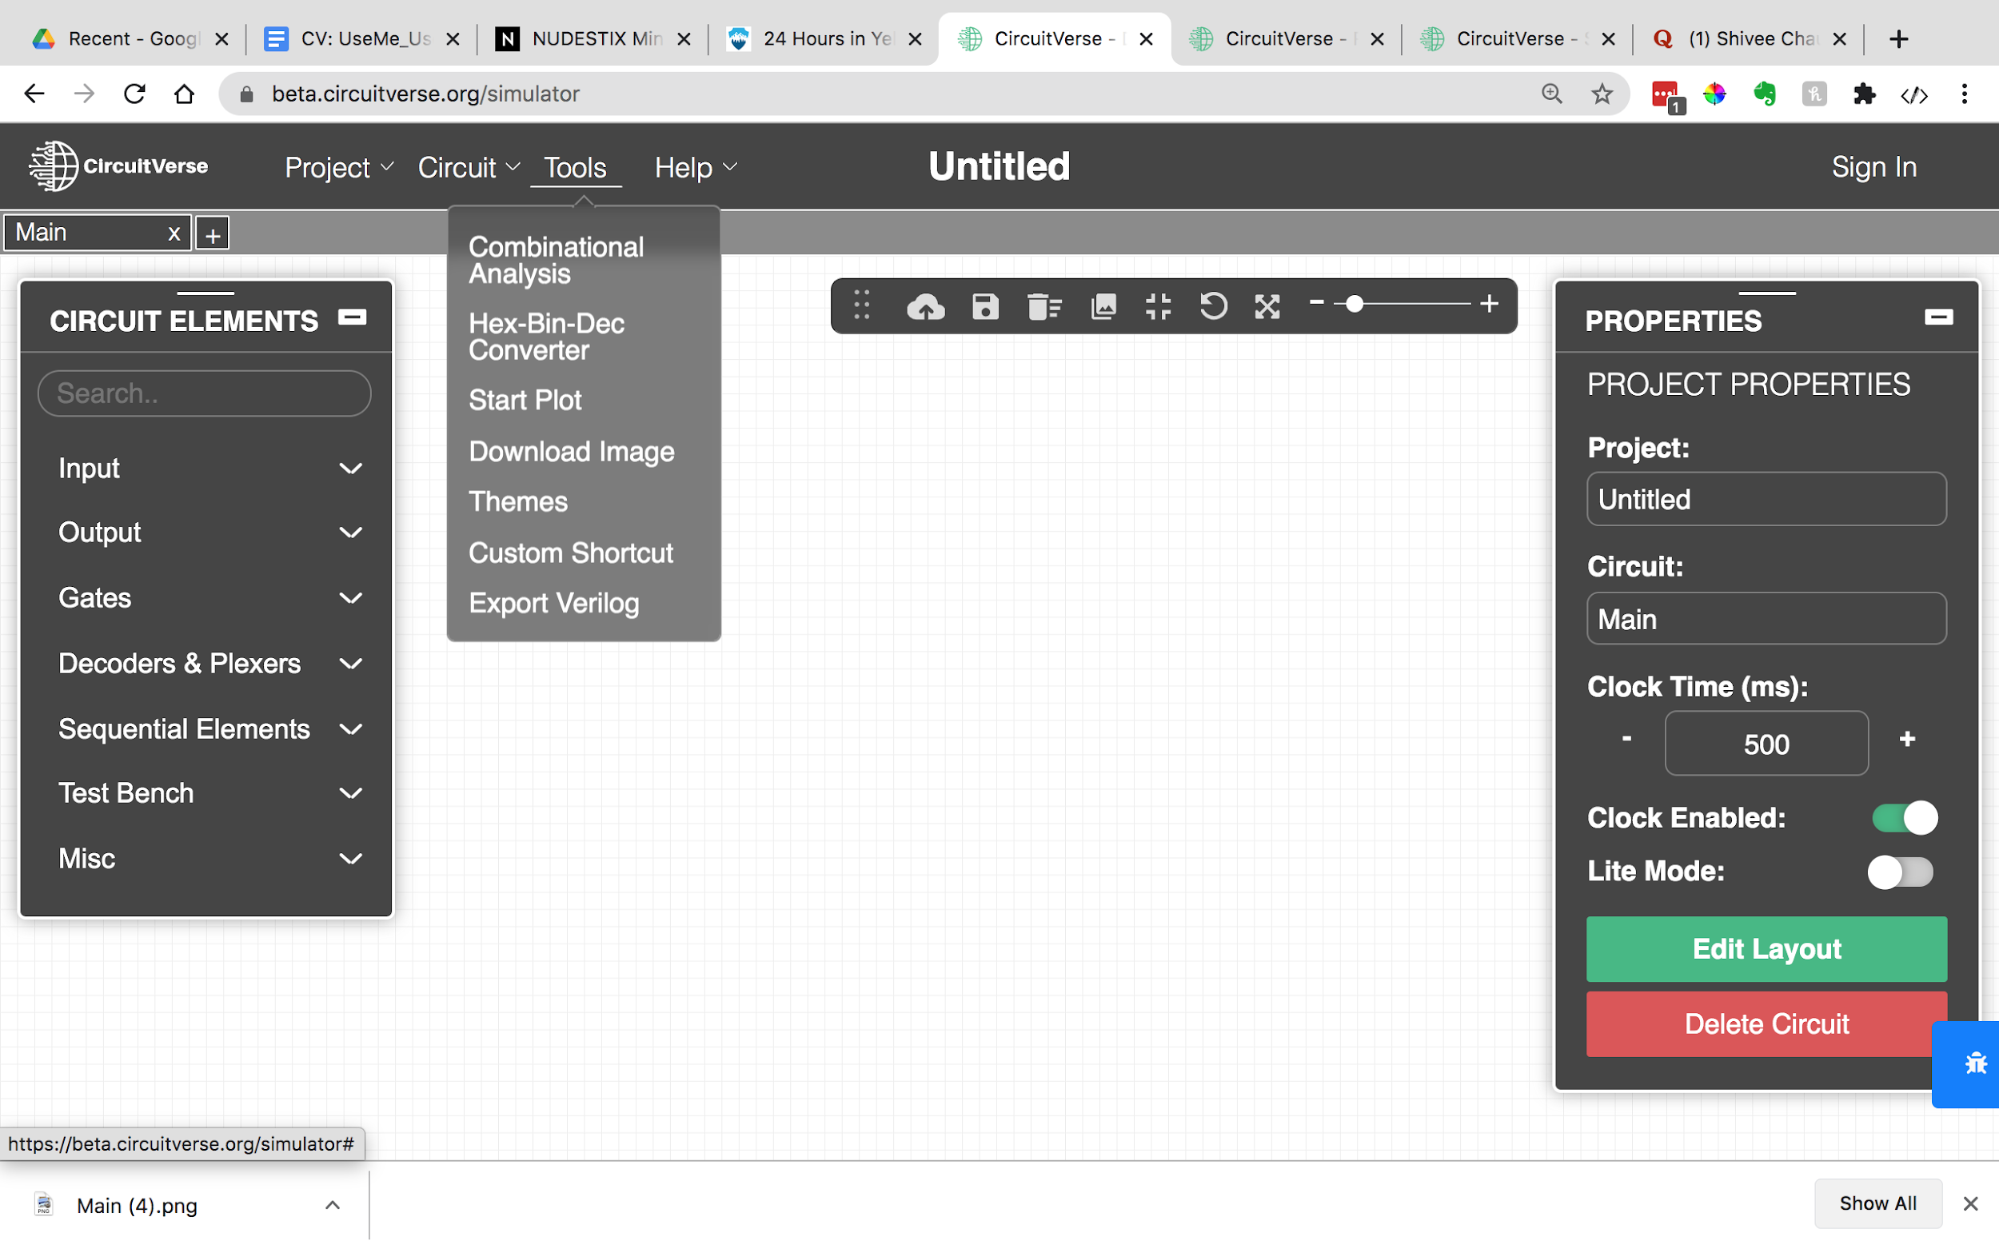 Recent - Googl
CV: UseMe_Us
N
NUDESTIX Min
24 Hours in Ye
CircuitVerse -
CircuitVerse -
CircuitVerse -
Q
(1) Shivee Cha
beta.circuitverse.org/simulator
1
CircuitVerse
Project
Circuit
Tools
Help
Untitled
Sign In
Main
x
+
CIRCUIT ELEMENTS
Search..
Input
Output
Gates
Decoders & Plexers
Sequential Elements
Test Bench
Misc
Combinational
Analysis
Hex-Bin-Dec
Converter
Start Plot
Download Image
Themes
Custom Shortcut
Export Verilog
PROPERTIES
PROJECT PROPERTIES
Project:
Untitled
Circuit:
Main
Clock Time (ms):
- 500 +
Clock Enabled:
Lite Mode:
Edit Layout
Delete Circuit
https://beta.circuitverse.org/simulator#
Main (4).png
Show All